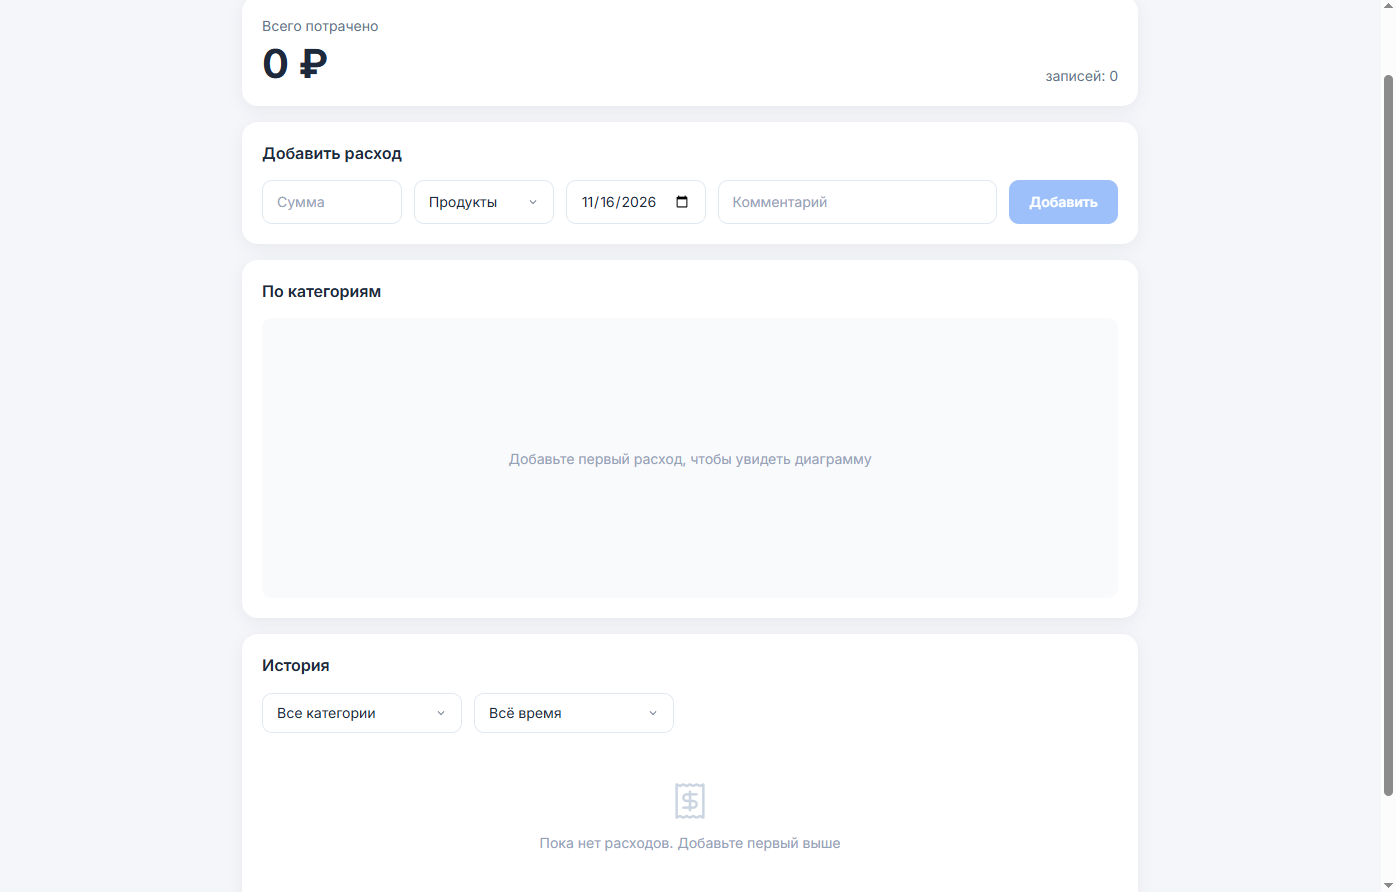 Всего потрачено
0 ₽
записей: 0
Добавить расход
Сумма
Продукты
11/16/2026
Комментарий
Добавить
По категориям
Добавьте первый расход, чтобы увидеть диаграмму
История
Все категории
Всё время
$
Пока нет расходов. Добавьте первый выше